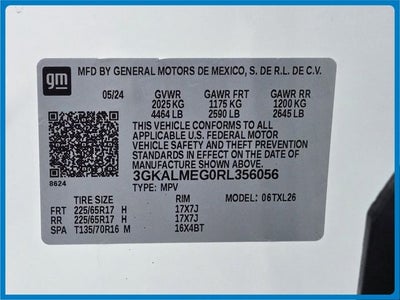 gm
MFD BY GENERAL MOTORS DE MEXICO, S. DE R.L. DE C.V.
05/24 GVWR GAWR FRT GAWR RR
2025 KG 1175 KG 1200 KG
4464 LB 2590 LB 2645 LB
THIS VEHICLE CONFORMS TO ALL
APPLICABLE U.S. FEDERAL MOTOR
VEHICLE SAFETY AND THEFT PREVENTION
STANDARDS IN EFFECT ON THE DATE OF
MANUFACTURE SHOWN ABOVE.
3GKALMEG0RL356056
8624 TYPE: MPV
TIRE SIZE RIM MODEL: 06TXL26
FRT 225/65R17 H 17X7J
RR 225/65R17 H 17X7J
SPA T135/70R16 M 16X4BT